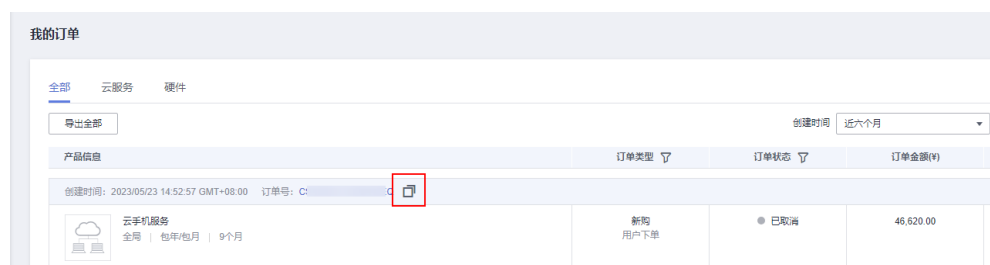 我的订单
全部 云服务 硬件
导出全部 创建时间 近六个月
产品信息 订单类型 订单状态 订单金额(¥)
创建时间：2023/05/23 14:52:57 GMT+08:00 订单号：CS
云手机服务 新购 已取消 46,620.00
全局 | 包年/包月 | 9个月 用户下单